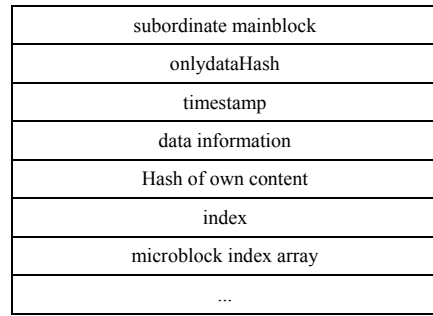 subordinate mainblock
onlydataHash
timestamp
data information
Hash of own content
index
microblock index array
...